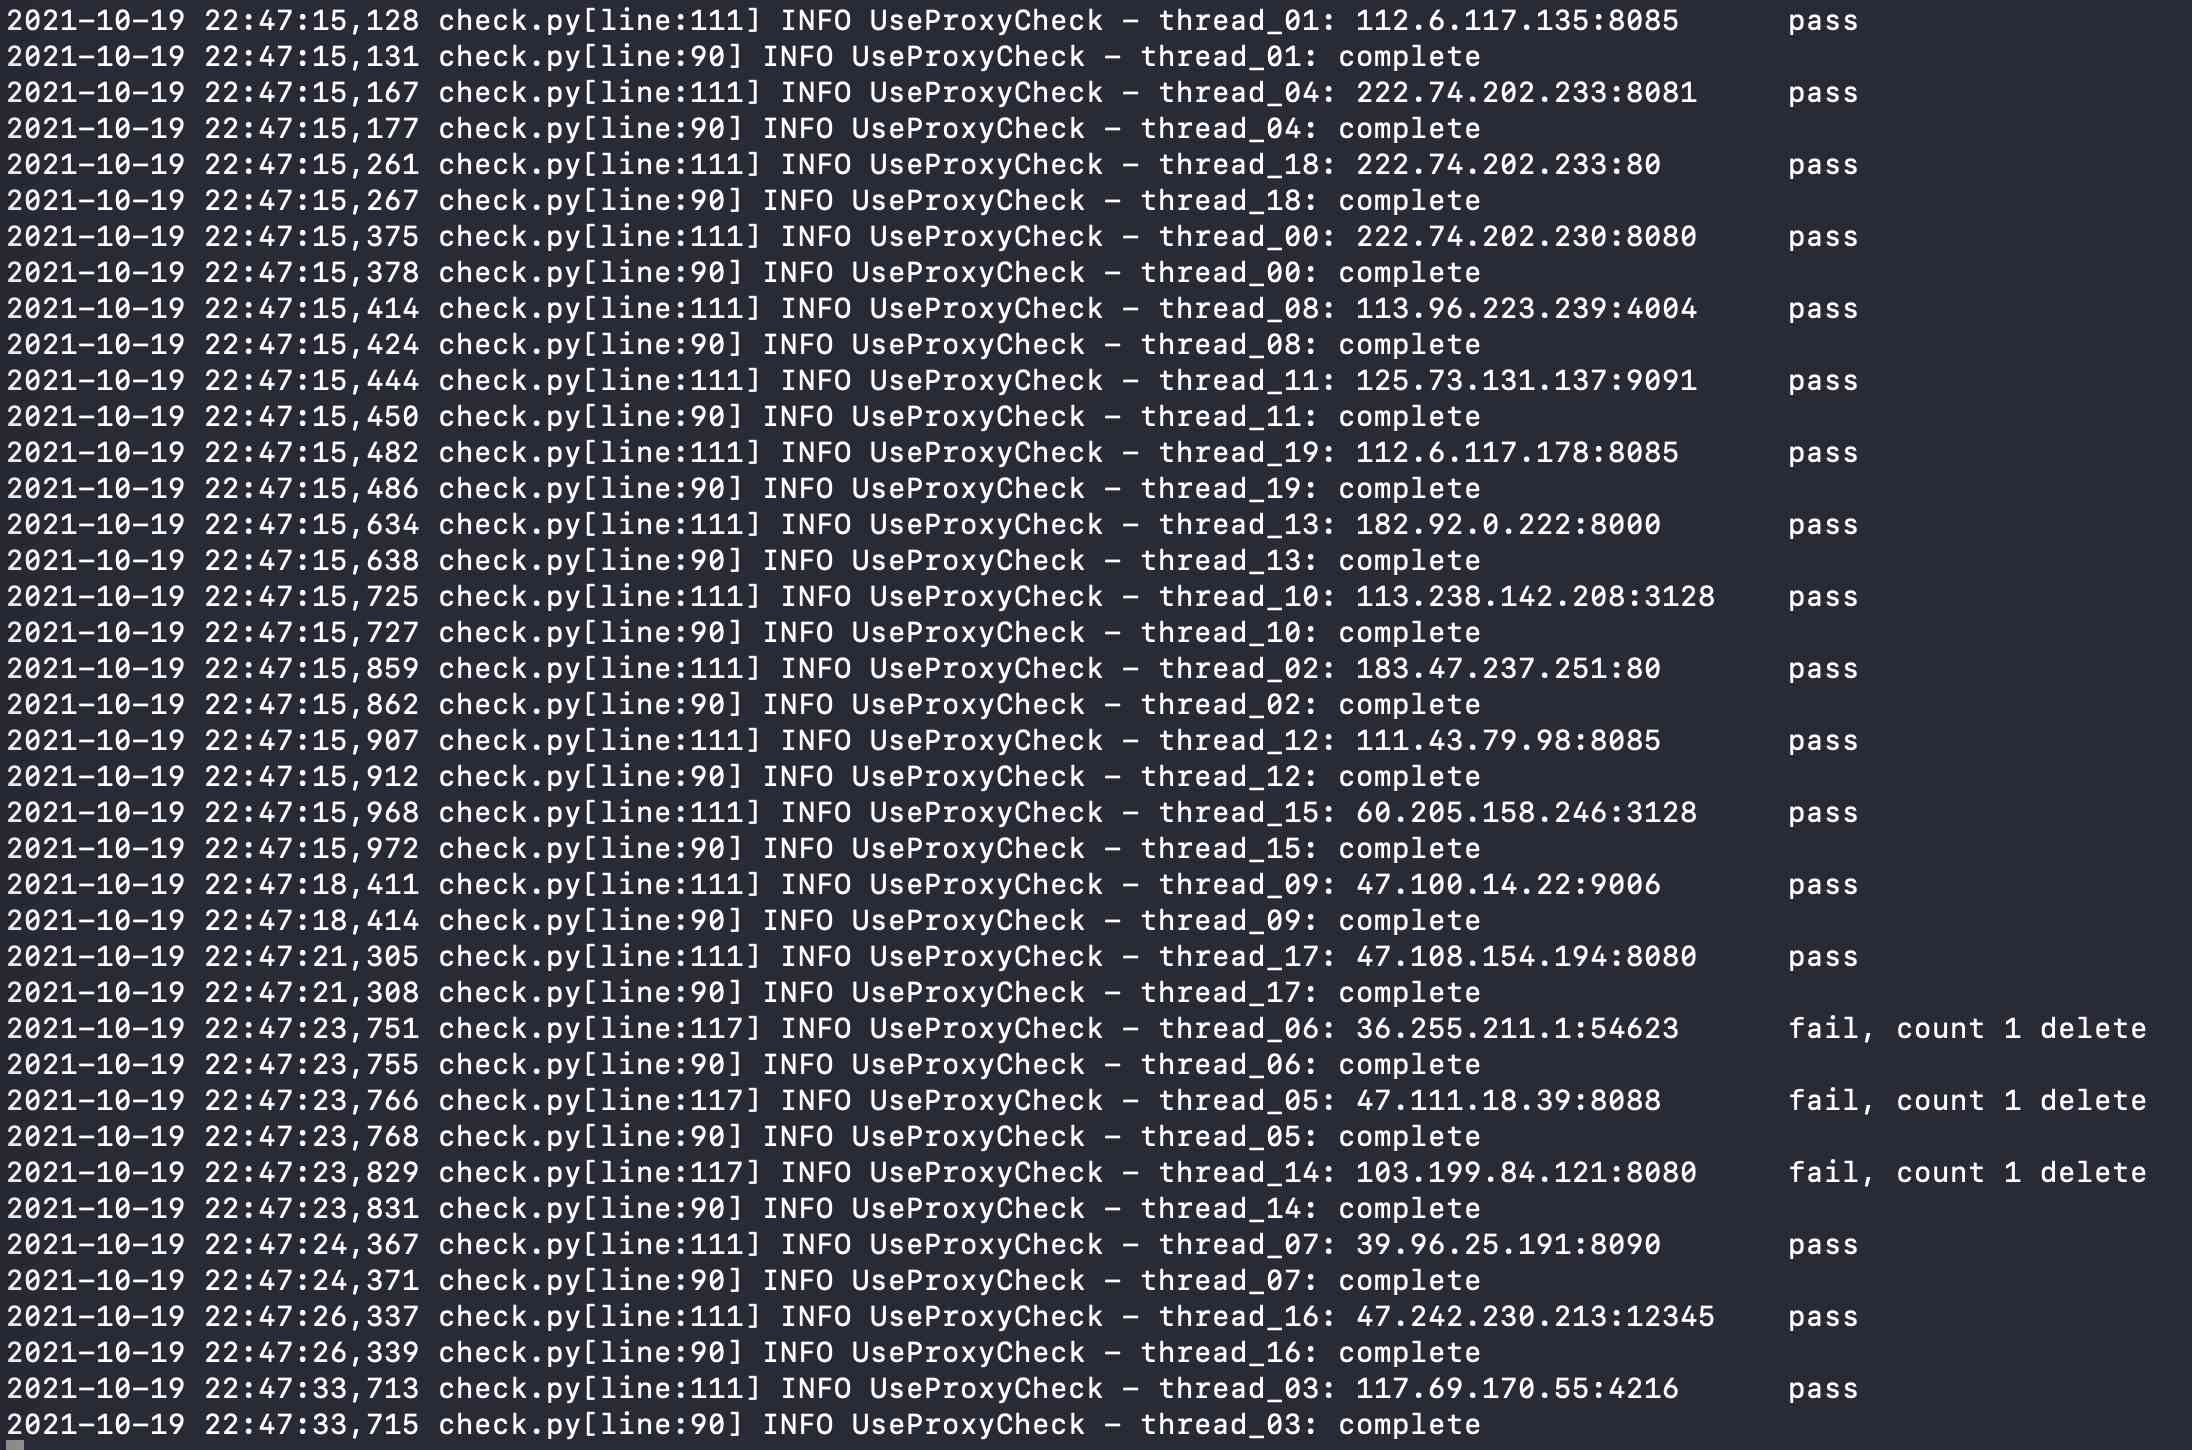 2021-10-19 22:47:15,128 check.py[line:111] INFO UseProxyCheck - thread_01: 112.6.117.135:8085      pass
2021-10-19 22:47:15,131 check.py[line:90] INFO UseProxyCheck - thread_01: complete
2021-10-19 22:47:15,167 check.py[line:111] INFO UseProxyCheck - thread_04: 222.74.202.233:8081     pass
2021-10-19 22:47:15,177 check.py[line:90] INFO UseProxyCheck - thread_04: complete
2021-10-19 22:47:15,261 check.py[line:111] INFO UseProxyCheck - thread_18: 222.74.202.233:80       pass
2021-10-19 22:47:15,267 check.py[line:90] INFO UseProxyCheck - thread_18: complete
2021-10-19 22:47:15,375 check.py[line:111] INFO UseProxyCheck - thread_00: 222.74.202.230:8080     pass
2021-10-19 22:47:15,378 check.py[line:90] INFO UseProxyCheck - thread_00: complete
2021-10-19 22:47:15,414 check.py[line:111] INFO UseProxyCheck - thread_08: 113.96.223.239:4004     pass
2021-10-19 22:47:15,424 check.py[line:90] INFO UseProxyCheck - thread_08: complete
2021-10-19 22:47:15,444 check.py[line:111] INFO UseProxyCheck - thread_11: 125.73.131.137:9091     pass
2021-10-19 22:47:15,450 check.py[line:90] INFO UseProxyCheck - thread_11: complete
2021-10-19 22:47:15,482 check.py[line:111] INFO UseProxyCheck - thread_19: 112.6.117.178:8085      pass
2021-10-19 22:47:15,486 check.py[line:90] INFO UseProxyCheck - thread_19: complete
2021-10-19 22:47:15,634 check.py[line:111] INFO UseProxyCheck - thread_13: 182.92.0.222:8000       pass
2021-10-19 22:47:15,638 check.py[line:90] INFO UseProxyCheck - thread_13: complete
2021-10-19 22:47:15,725 check.py[line:111] INFO UseProxyCheck - thread_10: 113.238.142.208:3128    pass
2021-10-19 22:47:15,727 check.py[line:90] INFO UseProxyCheck - thread_10: complete
2021-10-19 22:47:15,859 check.py[line:111] INFO UseProxyCheck - thread_02: 183.47.237.251:80       pass
2021-10-19 22:47:15,862 check.py[line:90] INFO UseProxyCheck - thread_02: complete
2021-10-19 22:47:15,907 check.py[line:111] INFO UseProxyCheck - thread_12: 111.43.79.98:8085       pass
2021-10-19 22:47:15,912 check.py[line:90] INFO UseProxyCheck - thread_12: complete
2021-10-19 22:47:15,968 check.py[line:111] INFO UseProxyCheck - thread_15: 60.205.158.246:3128     pass
2021-10-19 22:47:15,972 check.py[line:90] INFO UseProxyCheck - thread_15: complete
2021-10-19 22:47:18,411 check.py[line:111] INFO UseProxyCheck - thread_09: 47.100.14.22:9006       pass
2021-10-19 22:47:18,414 check.py[line:90] INFO UseProxyCheck - thread_09: complete
2021-10-19 22:47:21,305 check.py[line:111] INFO UseProxyCheck - thread_17: 47.108.154.194:8080     pass
2021-10-19 22:47:21,308 check.py[line:90] INFO UseProxyCheck - thread_17: complete
2021-10-19 22:47:23,751 check.py[line:117] INFO UseProxyCheck - thread_06: 36.255.211.1:54623      fail, count 1 delete
2021-10-19 22:47:23,755 check.py[line:90] INFO UseProxyCheck - thread_06: complete
2021-10-19 22:47:23,766 check.py[line:117] INFO UseProxyCheck - thread_05: 47.111.18.39:8088       fail, count 1 delete
2021-10-19 22:47:23,768 check.py[line:90] INFO UseProxyCheck - thread_05: complete
2021-10-19 22:47:23,829 check.py[line:117] INFO UseProxyCheck - thread_14: 103.199.84.121:8080     fail, count 1 delete
2021-10-19 22:47:23,831 check.py[line:90] INFO UseProxyCheck - thread_14: complete
2021-10-19 22:47:24,367 check.py[line:111] INFO UseProxyCheck - thread_07: 39.96.25.191:8090       pass
2021-10-19 22:47:24,371 check.py[line:90] INFO UseProxyCheck - thread_07: complete
2021-10-19 22:47:26,337 check.py[line:111] INFO UseProxyCheck - thread_16: 47.242.230.213:12345    pass
2021-10-19 22:47:26,339 check.py[line:90] INFO UseProxyCheck - thread_16: complete
2021-10-19 22:47:33,713 check.py[line:111] INFO UseProxyCheck - thread_03: 117.69.170.55:4216      pass
2021-10-19 22:47:33,715 check.py[line:90] INFO UseProxyCheck - thread_03: complete